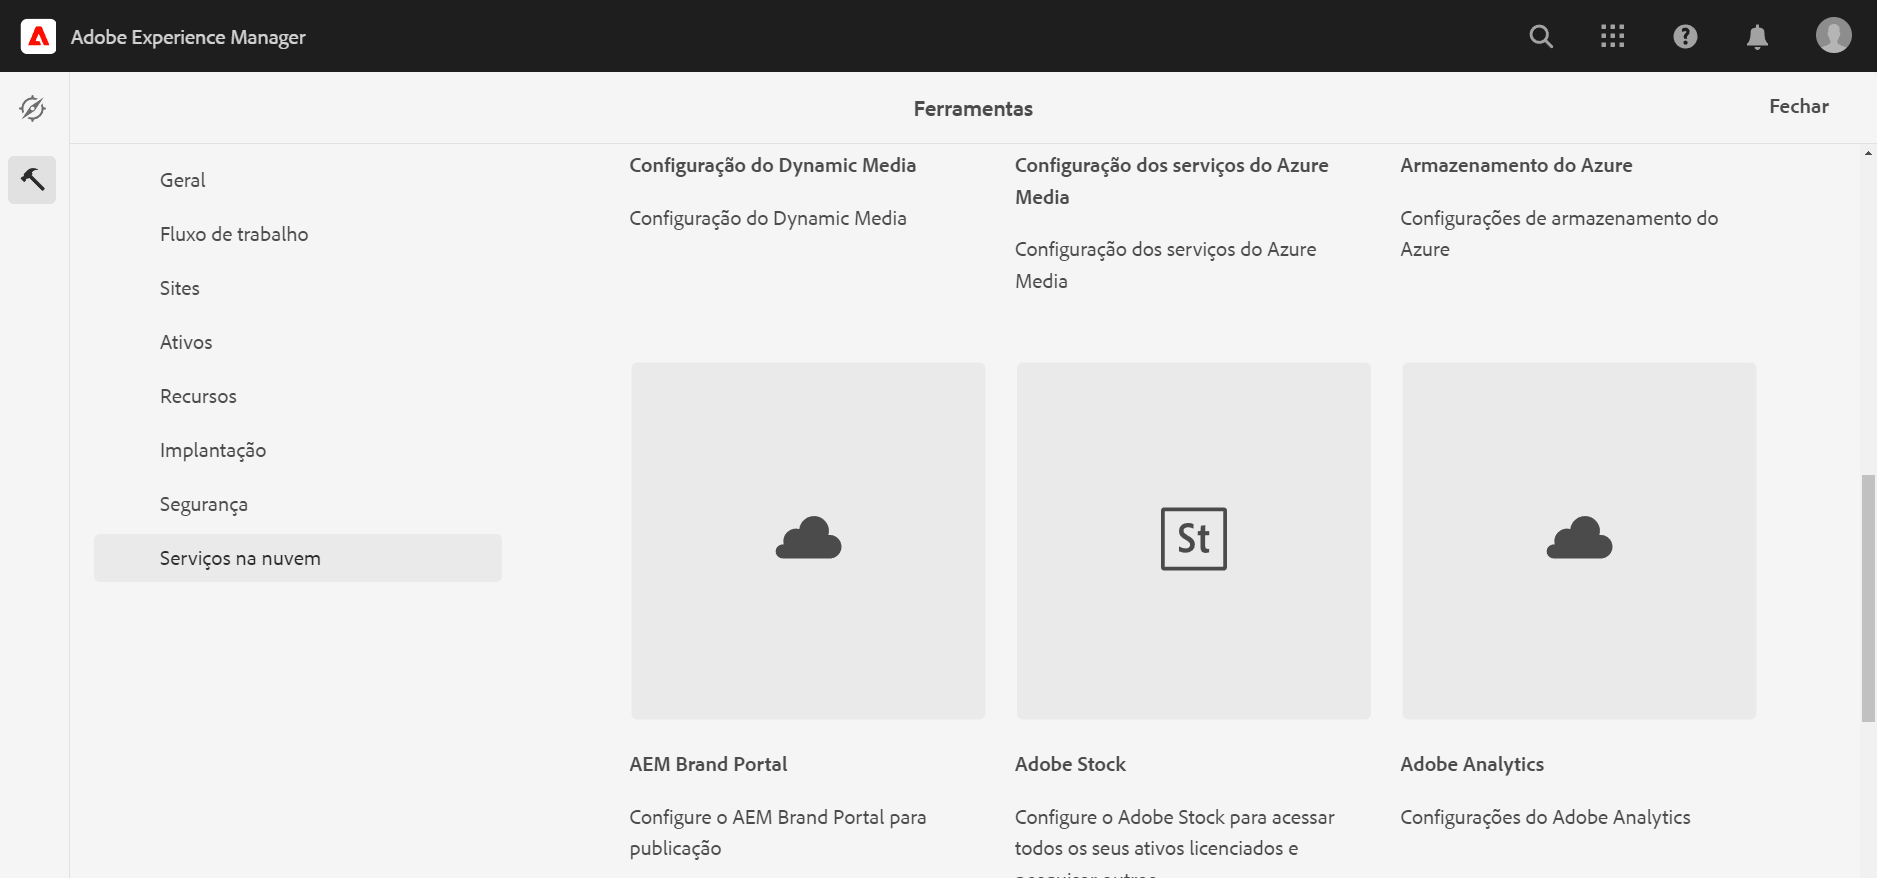 Adobe Experience Manager
Ferramentas
Fechar
Geral
Fluxo de trabalho
Sites
Ativos
Recursos
Implantação
Segurança
Serviços na nuvem
Configuração do Dynamic Media
Configuração do Dynamic Media
Configuração dos serviços do Azure
Media
Configuração dos serviços do Azure
Media
Armazenamento do Azure
Configurações de armazenamento do
Azure
St
AEM Brand Portal
Configure o AEM Brand Portal para
publicação
Adobe Stock
Configure o Adobe Stock para acessar
todos os seus ativos licenciados e
Adobe Analytics
Configurações do Adobe Analytics